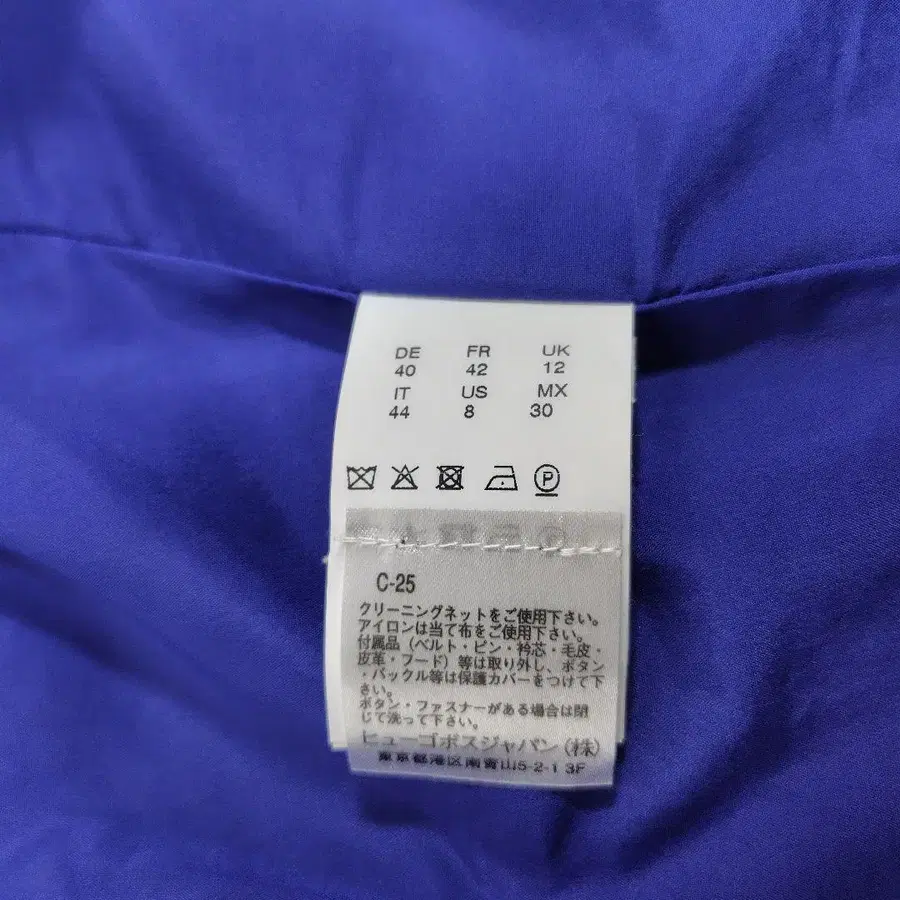 DE FR UK
40 42 12
IT US MX
44 8 30
P
C-25
クリーニングネットをご使用下さい。
アイロンは当て布をご使用下さい。
付属品（ベルト・ピン・衿芯・毛皮・
皮革・フード）等は取り外し、ボタン
・バックル等は保護カバーをつけて下
さい。
ボタン・ファスナーがある場合は閉
じて洗って下さい。
ヒューゴボスジャパン（株）
東京都港区南青山5-2-1 3F